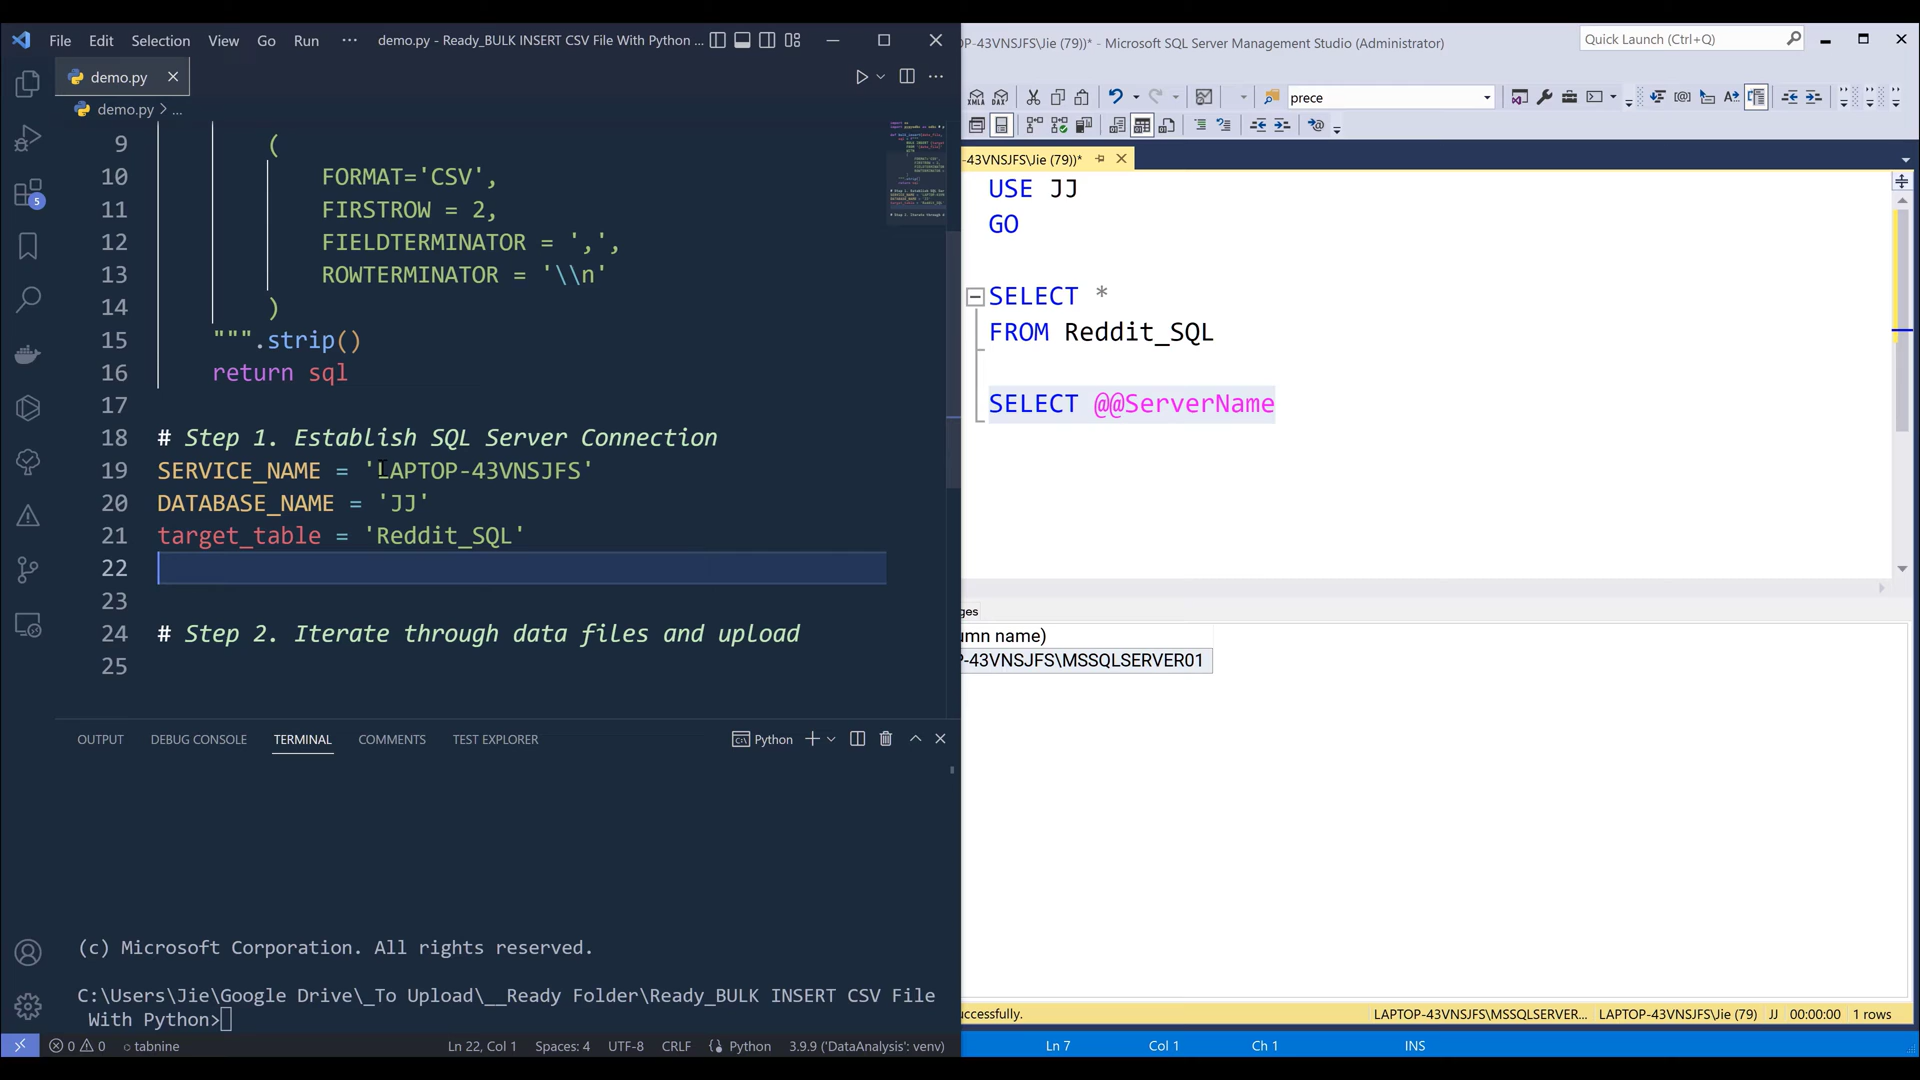 File Edit Selection View Go Run ··· demo.py - Ready_BULK INSERT CSV File With Python ...
demo.py
demo.py > ...
9 (
10 FORMAT='CSV',
11 FIRSTROW = 2,
12 FIELDTERMINATOR = ',',
13 ROWTERMINATOR = '\\n'
14 )
15 """.strip()
16 return sql
17
18 # Step 1. Establish SQL Server Connection
19 SERVICE_NAME = 'LAPTOP-43VNSJFS'
20 DATABASE_NAME = 'JJ'
21 target_table = 'Reddit_SQL'
22
23
24 # Step 2. Iterate through data files and upload
25
5
OUTPUT DEBUG CONSOLE TERMINAL COMMENTS TEST EXPLORER Python
(c) Microsoft Corporation. All rights reserved.
C:\Users\Jie\Google Drive\_To Upload\__Ready Folder\Ready_BULK INSERT CSV File
With Python>
0 0 tabnine Ln 22, Col 1 Spaces: 4 UTF-8 CRLF Python 3.9.9 ('DataAnalysis': venv)
OP-43VNSJFS\Jie (79))* - Microsoft SQL Server Management Studio (Administrator)
Quick Launch (Ctrl+Q)
XMLA DAX prece
-43VNSJFS\Jie (79))*
USE JJ
GO
SELECT *
FROM Reddit_SQL
SELECT @@ServerName
ges
umn name)
P-43VNSJFS\MSSQLSERVER01
uccessfully. LAPTOP-43VNSJFS\MSSQLSERVER... LAPTOP-43VNSJFS\Jie (79) JJ 00:00:00 1 rows
Ln 7 Col 1 Ch 1 INS